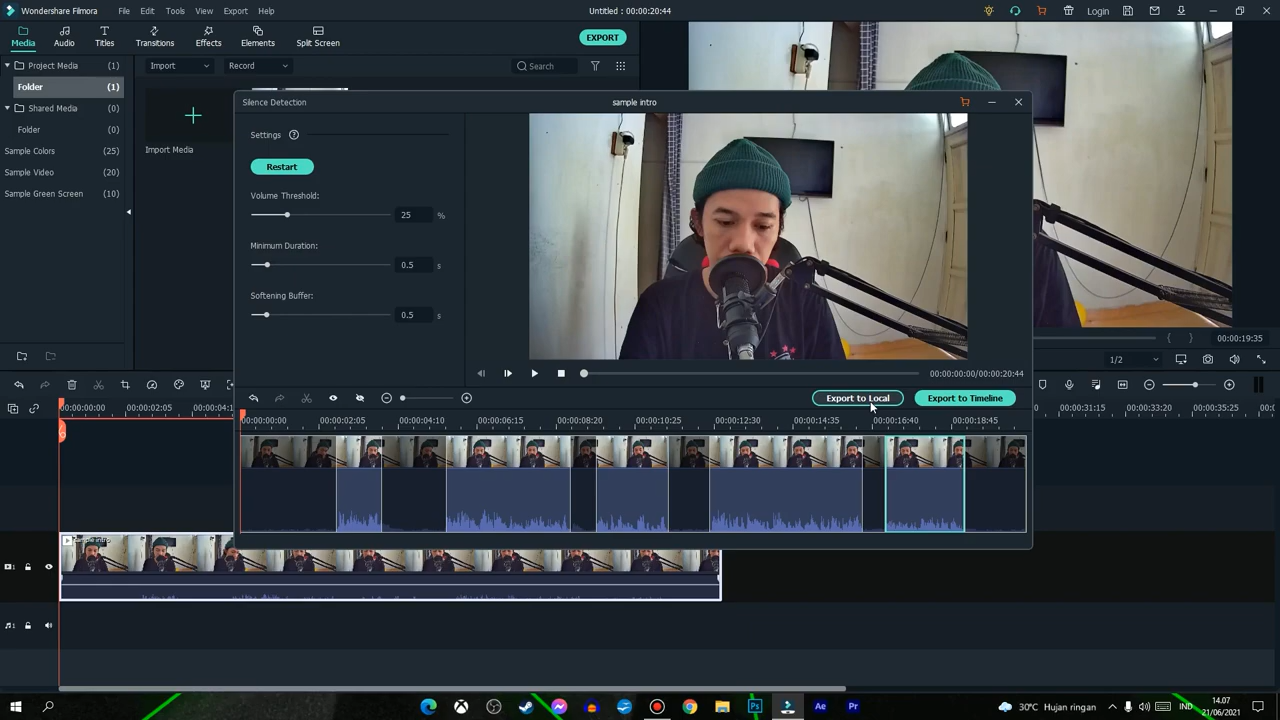 Wondershare Filmora
File
Edit
Tools
View
Export
Help
Untitled : 00:00:20:44
Login
Media
Audio
Titles
Transitions
Effects
Elements
Split Screen
EXPORT
Project Media (1)
Folder (1)
Shared Media (0)
Folder (0)
Sample Colors (25)
Sample Video (20)
Sample Green Screen (10)
Import
Record
Search
Import Media
Silence Detection
sample intro
Settings
Restart
Volume Threshold:
25 %
Minimum Duration:
0.5 s
Softening Buffer:
0.5 s
00:00:00:00/00:00:20:44
Export to Local
Export to Timeline
00:00:00:00
00:00:02:05
00:00:04:10
00:00:06:15
00:00:08:20
00:00:10:25
00:00:12:30
00:00:14:35
00:00:16:40
00:00:18:45
00:00:19:35
1/2
00:00:00:00
00:00:02:05
00:00:31:15
00:00:33:20
00:00:35:25
sample intro
1
1
30°C Hujan ringan
IND
14.07
21/06/2021
Ps
Ae
Pr